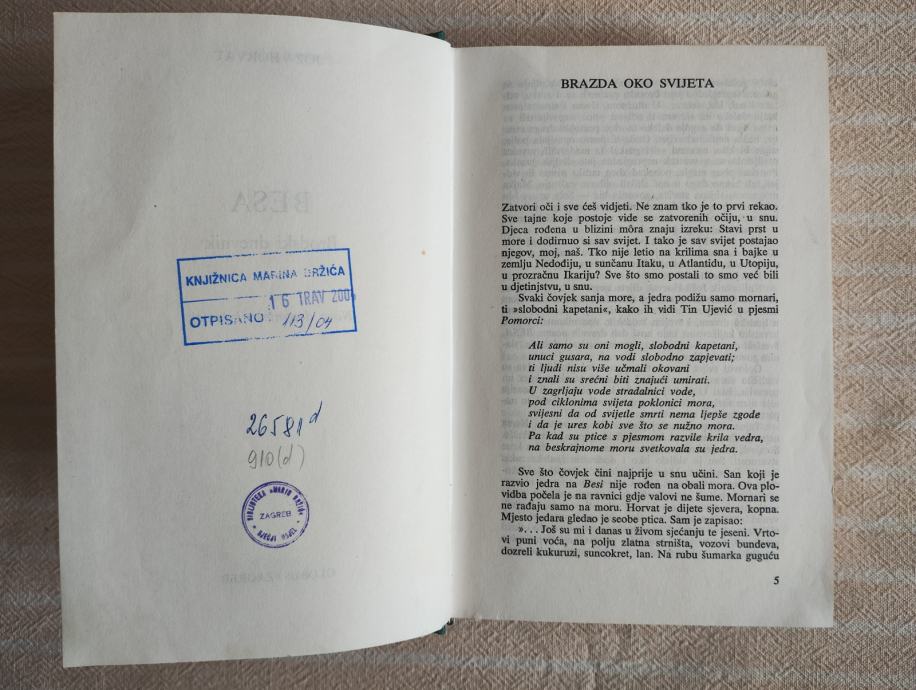 KNJIŽNICA MARINA DRŽIĆA
16 TRAV 200
OTPISANO: 113/04
26581 d
910(d)
BIBLIOTEKA »MARIN DRŽIĆ«
ZAGREB
DJEČJI ODJEL
BRAZDA OKO SVIJETA
Zatvori oči i sve ćeš vidjeti. Ne znam tko je to prvi rekao.
Sve tajne koje postoje vide se zatvorenih očiju, u snu.
Djeca rođena u blizini môra znaju izreku: Stavi prst u
more i dodirnuo si sav svijet. I tako je sav svijet postajao
njegov, moj, naš. Tko nije letio na krilima sna i bajke u
zemlju Nedođiju, u sunčanu Itaku, u Atlantidu, u Utopiju,
u prozračnu Ikariju? Sve što smo postali to smo već bili
u djetinjstvu, u snu.
Svaki čovjek sanja more, a jedra podižu samo mornari,
ti »slobodni kapetani«, kako ih vidi Tin Ujević u pjesmi
Pomorci:
Ali samo su oni mogli, slobodni kapetani,
unuci gusara, na vodi slobodno zapjevati;
ti ljudi nisu više učmali okovani
i znali su srećni biti znajući umirati.
U zagrljaju vode stradalnici vode,
pod ciklonima svijeta poklonici mora,
svijesni da od svijetle smrti nema ljepše zgode
i da je ures kobi sve što se nužno mora.
Pa kad su ptice s pjesmom razvile krila vedra,
na beskrajnome moru svetkovala su jedra.
Sve što čovjek čini najprije u snu učini. San koji je
razvio jedra na Besi nije rođen na obali mora. Ova plo-
vidba počela je na ravnici gdje valovi ne šume. Mornari se
ne rađaju samo na moru. Horvat je dijete sjevera, kopna.
Mjesto jedara gledao je seobe ptica. Sam je zapisao:
»...Još su mi i danas u živom sjećanju te jeseni. Vrto-
vi puni voća, na polju zlatna strništa, vozovi bundeva,
dozreli kukuruzi, suncokret, lan. Na rubu šumarka guguću
5